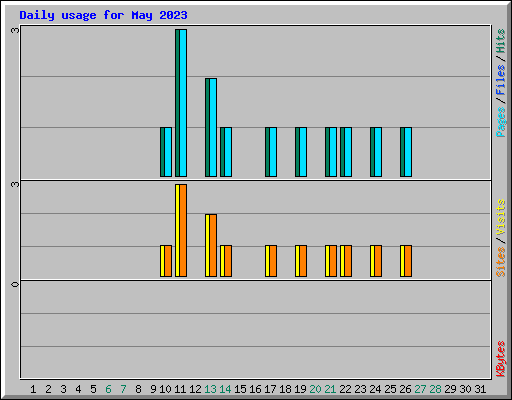 Daily usage for May 2023
3
3
0
Pages/Files/Hits
Sites/Visits
KBytes
1 2 3 4 5 6 7 8 9 10 11 12 13 14 15 16 17 18 19 20 21 22 23 24 25 26 27 28 29 30 31